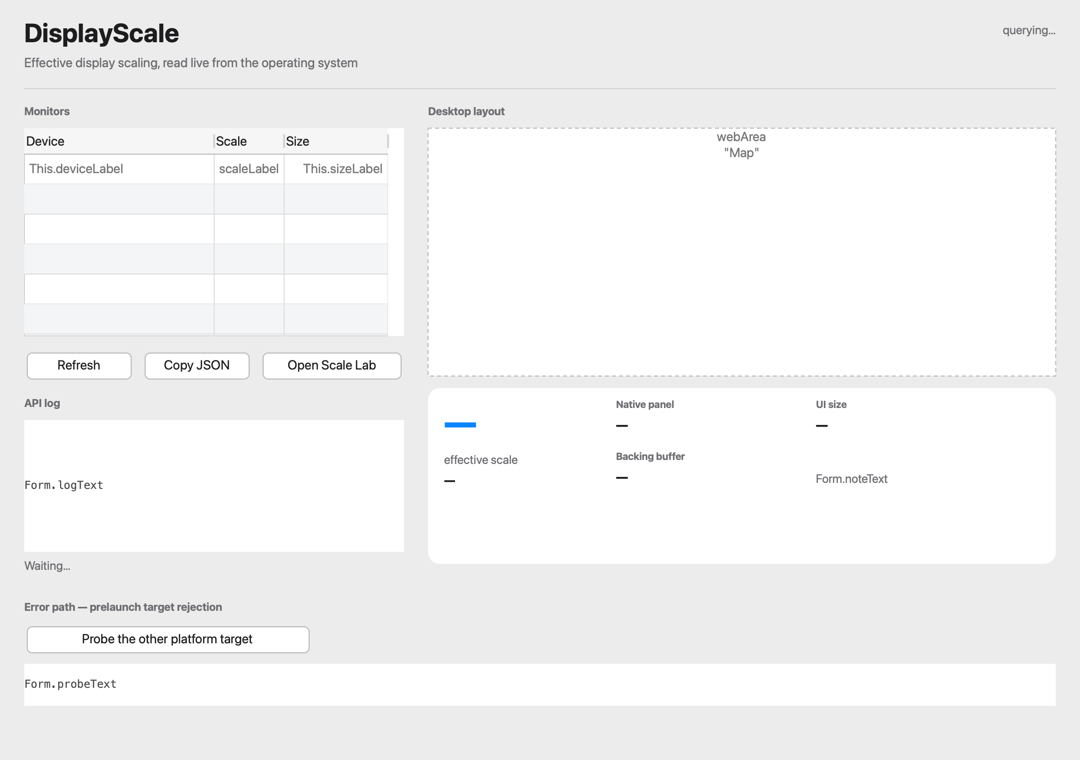 DisplayScale
querying...
Effective display scaling, read live from the operating system
Monitors
Device Scale Size
This.deviceLabel scaleLabel This.sizeLabel
Refresh Copy JSON Open Scale Lab
API log
Form.logText
Waiting...
Desktop layout
webArea
"Map"
—
effective scale
—
Native panel
—
Backing buffer
—
UI size
—
Form.noteText
Error path — prelaunch target rejection
Probe the other platform target
Form.probeText